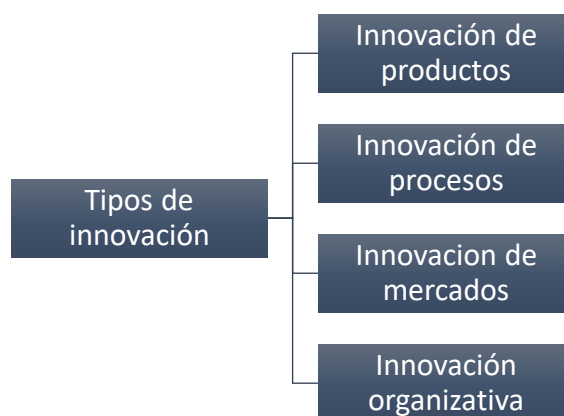 Innovación de
productos
Innovación de
procesos
Tipos de
innovación
Innovacion de
mercados
Innovación
organizativa